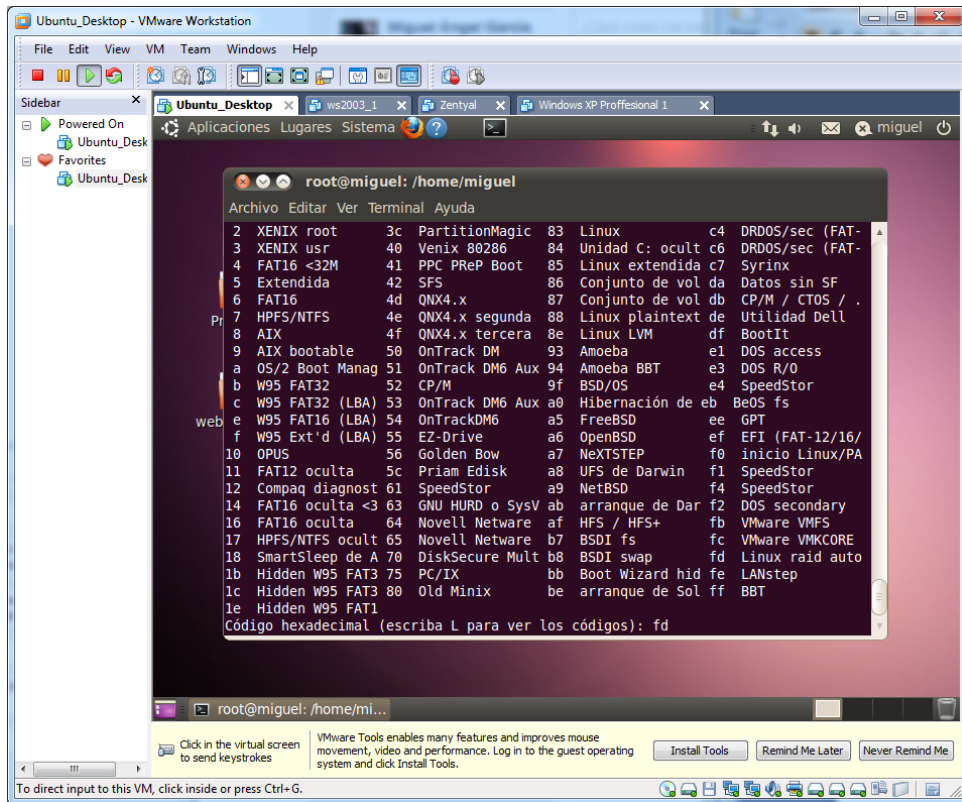 Ubuntu_Desktop - VMware Workstation
File Edit View VM Team Windows Help
Sidebar x
Powered On
Ubuntu_Desk
Favorites
Ubuntu_Desk
Ubuntu_Desktop x ws2003_1 x Zentyal x Windows XP Proffesional 1 x
Aplicaciones Lugares Sistema miguel
root@miguel: /home/miguel
Archivo Editar Ver Terminal Ayuda
2 XENIX root 3c PartitionMagic 83 Linux c4 DRDOS/sec (FAT-
3 XENIX usr 40 Venix 80286 84 Unidad C: ocult c6 DRDOS/sec (FAT-
4 FAT16 <32M 41 PPC PReP Boot 85 Linux extendida c7 Syrinx
5 Extendida 42 SFS 86 Conjunto de vol da Datos sin SF
6 FAT16 4d QNX4.x 87 Conjunto de vol db CP/M / CTOS / .
7 HPFS/NTFS 4e QNX4.x segunda 88 Linux plaintext de Utilidad Dell
8 AIX 4f QNX4.x tercera 8e Linux LVM df BootIt
9 AIX bootable 50 OnTrack DM 93 Amoeba e1 DOS access
a OS/2 Boot Manag 51 OnTrack DM6 Aux 94 Amoeba BBT e3 DOS R/O
b W95 FAT32 52 CP/M 9f BSD/OS e4 SpeedStor
c W95 FAT32 (LBA) 53 OnTrack DM6 Aux a0 Hibernación de eb BeOS fs
e W95 FAT16 (LBA) 54 OnTrackDM6 a5 FreeBSD ee GPT
f W95 Ext'd (LBA) 55 EZ-Drive a6 OpenBSD ef EFI (FAT-12/16/
10 OPUS 56 Golden Bow a7 NeXTSTEP f0 inicio Linux/PA
11 FAT12 oculta 5c Priam Edisk a8 UFS de Darwin f1 SpeedStor
12 Compaq diagnost 61 SpeedStor a9 NetBSD f4 SpeedStor
14 FAT16 oculta <3 63 GNU HURD o SysV ab arranque de Dar f2 DOS secondary
16 FAT16 oculta 64 Novell Netware af HFS / HFS+ fb VMware VMFS
17 HPFS/NTFS ocult 65 Novell Netware b7 BSDI fs fc VMware VMKCORE
18 SmartSleep de A 70 DiskSecure Mult b8 BSDI swap fd Linux raid auto
1b Hidden W95 FAT3 75 PC/IX bb Boot Wizard hid fe LANstep
1c Hidden W95 FAT3 80 Old Minix be arranque de Sol ff BBT
1e Hidden W95 FAT1
Código hexadecimal (escriba L para ver los códigos): fd
Pr
web
root@miguel: /home/mi...
Click in the virtual screen
to send keystrokes
VMware Tools enables many features and improves mouse
movement, video and performance. Log in to the guest operating
system and click Install Tools.
Install Tools Remind Me Later Never Remind Me
To direct input to this VM, click inside or press Ctrl+G.